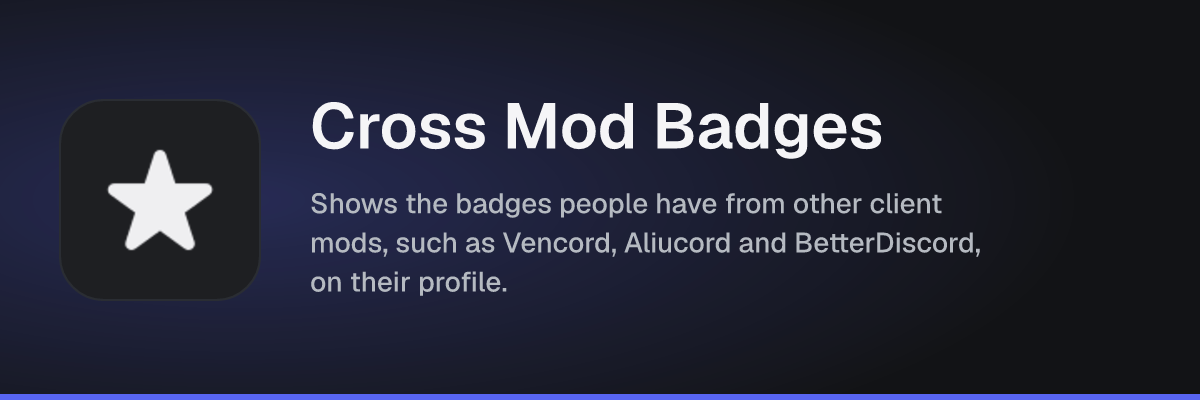 Cross Mod Badges
Shows the badges people have from other client
mods, such as Vencord, Aliucord and BetterDiscord,
on their profile.